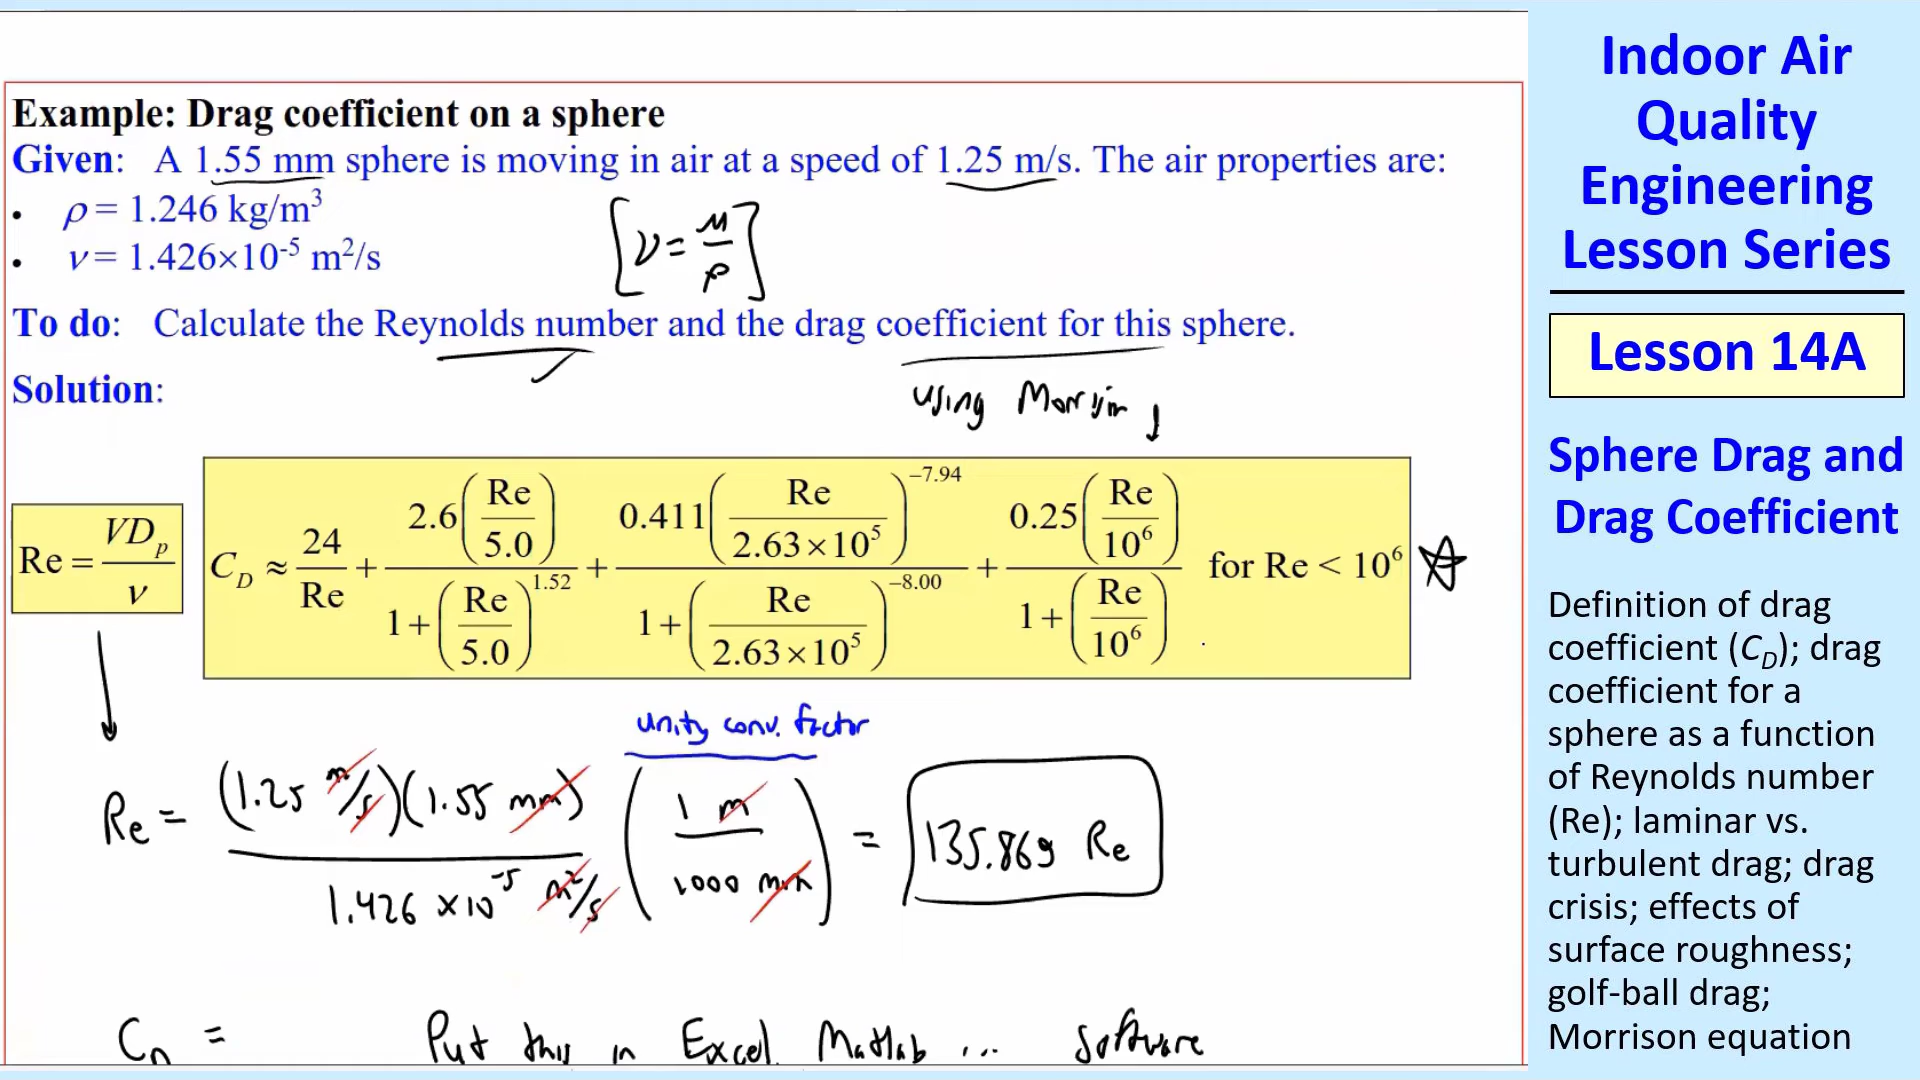 Example: Drag coefficient on a sphere
Given: A 1.55 mm sphere is moving in air at a speed of 1.25 m/s. The air properties are:
• ρ = 1.246 kg/m³
• ν = 1.426×10⁻⁵ m²/s
[ν = μ/ρ]
To do: Calculate the Reynolds number and the drag coefficient for this sphere.
Solution:
using Morrison
Re = VD_p/ν
C_D ≈ 24/Re + 2.6(Re/5.0)/(1+(Re/5.0)^1.52) + 0.411(Re/(2.63×10⁵))^−7.94/(1+(Re/(2.63×10⁵))^−8.00) + 0.25(Re/10⁶)/(1+(Re/10⁶)) for Re < 10⁶
unity conv. factor
Re = (1.25 m/s)(1.55 mm)/(1.426 ×10⁻⁵ m²/s) (1 m/1000 mm) = 135.869 Re
C_D = Put this in Excel, Matlab ... software
Indoor Air
Quality
Engineering
Lesson Series
Lesson 14A
Sphere Drag and
Drag Coefficient
Definition of drag
coefficient (C_D); drag
coefficient for a
sphere as a function
of Reynolds number
(Re); laminar vs.
turbulent drag; drag
crisis; effects of
surface roughness;
golf-ball drag;
Morrison equation